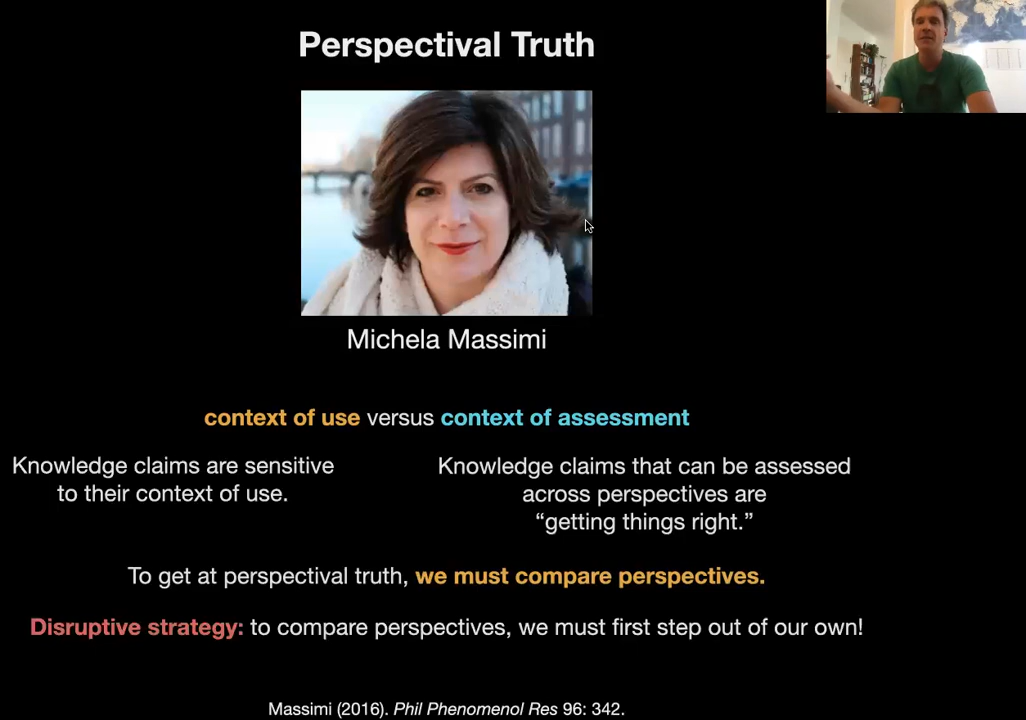 Perspectival Truth
Michela Massimi
context of use versus context of assessment
Knowledge claims are sensitive
to their context of use.
Knowledge claims that can be assessed
across perspectives are
“getting things right.”
To get at perspectival truth, we must compare perspectives.
Disruptive strategy: to compare perspectives, we must first step out of our own!
Massimi (2016). Phil Phenomenol Res 96: 342.